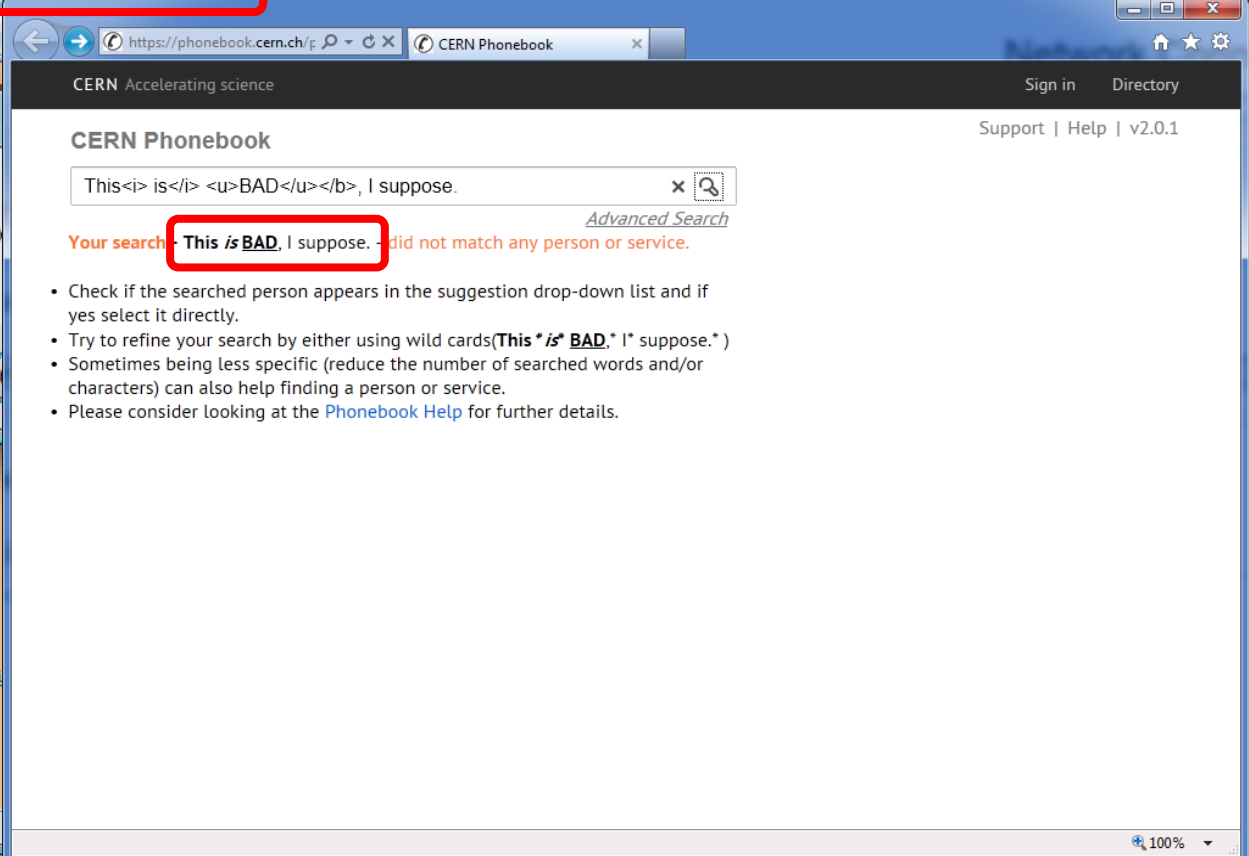 https://phonebook.cern.ch/p
CERN Phonebook
CERN Accelerating science
Sign in Directory
Support | Help | v2.0.1
CERN Phonebook
This<i> is</i> <u>BAD</u></b>, I suppose.
Advanced Search
Your search - This is BAD, I suppose. - did not match any person or service.
• Check if the searched person appears in the suggestion drop-down list and if
yes select it directly.
• Try to refine your search by either using wild cards(This * is* BAD,* I* suppose.* )
• Sometimes being less specific (reduce the number of searched words and/or
characters) can also help finding a person or service.
• Please consider looking at the Phonebook Help for further details.
100%